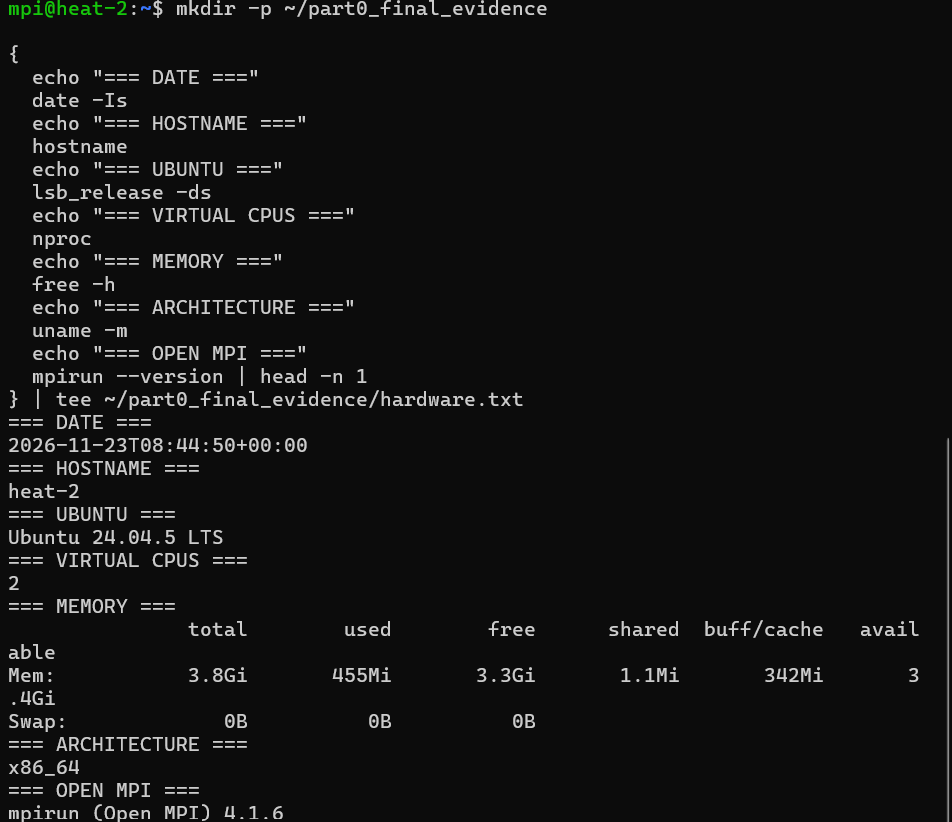 mpi@heat-2:~$ mkdir -p ~/part0_final_evidence

{
  echo "=== DATE ==="
  date -Is
  echo "=== HOSTNAME ==="
  hostname
  echo "=== UBUNTU ==="
  lsb_release -ds
  echo "=== VIRTUAL CPUS ==="
  nproc
  echo "=== MEMORY ==="
  free -h
  echo "=== ARCHITECTURE ==="
  uname -m
  echo "=== OPEN MPI ==="
  mpirun --version | head -n 1
} | tee ~/part0_final_evidence/hardware.txt
=== DATE ===
2026-11-23T08:44:50+00:00
=== HOSTNAME ===
heat-2
=== UBUNTU ===
Ubuntu 24.04.5 LTS
=== VIRTUAL CPUS ===
2
=== MEMORY ===
               total        used        free      shared  buff/cache   avail
able
Mem:           3.8Gi       455Mi       3.3Gi       1.1Mi       342Mi       3
.4Gi
Swap:             0B          0B          0B
=== ARCHITECTURE ===
x86_64
=== OPEN MPI ===
mpirun (Open MPI) 4.1.6